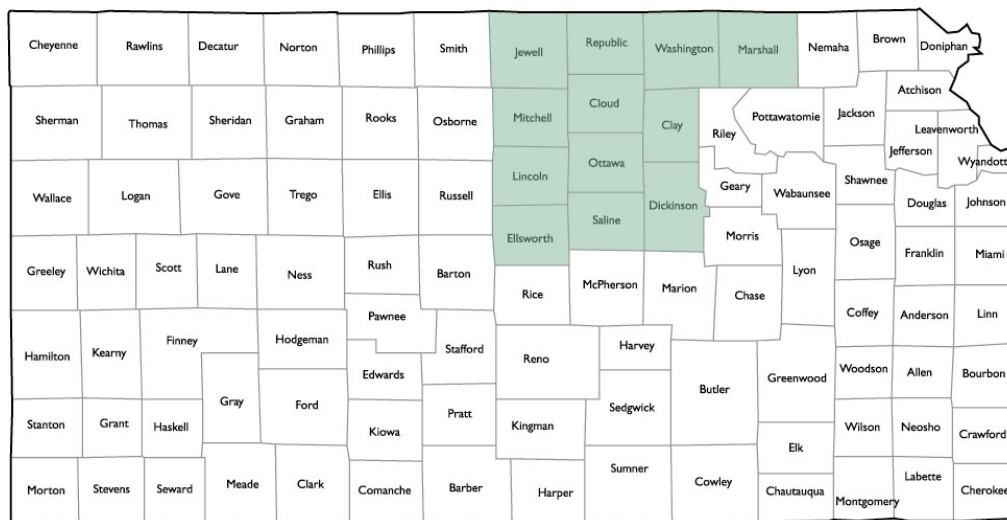 Cheyenne
Rawlins
Decatur
Norton
Phillips
Smith
Jewell
Republic
Washington
Marshall
Nemaha
Brown
Doniphan
Sherman
Thomas
Sheridan
Graham
Rooks
Osborne
Mitchell
Cloud
Clay
Riley
Pottawatomie
Jackson
Atchison
Jefferson
Leavenworth
Wyandott
Wallace
Logan
Gove
Trego
Ellis
Russell
Lincoln
Ottawa
Saline
Dickinson
Geary
Wabaunsee
Shawnee
Douglas
Johnson
Ellsworth
Morris
Osage
Franklin
Miami
Greeley
Wichita
Scott
Lane
Ness
Rush
Barton
Rice
McPherson
Marion
Chase
Lyon
Coffey
Anderson
Linn
Hamilton
Kearny
Finney
Hodgeman
Pawnee
Stafford
Edwards
Reno
Harvey
Butler
Greenwood
Woodson
Allen
Bourbon
Stanton
Grant
Haskell
Gray
Ford
Kiowa
Pratt
Kingman
Sedgwick
Elk
Wilson
Neosho
Crawford
Morton
Stevens
Seward
Meade
Clark
Comanche
Barber
Harper
Sumner
Cowley
Chautauqua
Montgomery
Labette
Cherokee